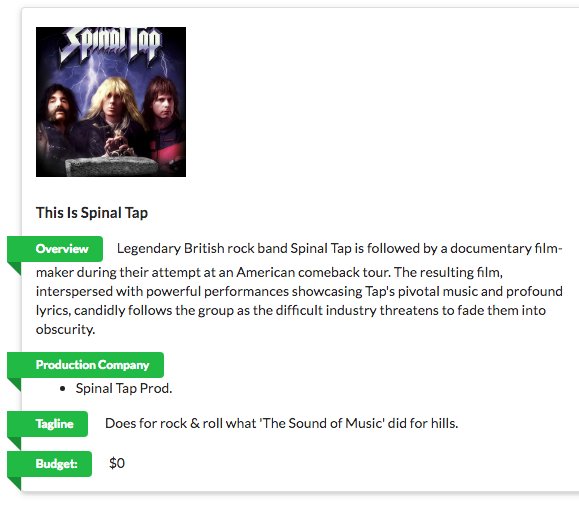 Spinal Tap
This Is Spinal Tap
Overview Legendary British rock band Spinal Tap is followed by a documentary film-
maker during their attempt at an American comeback tour. The resulting film,
interspersed with powerful performances showcasing Tap's pivotal music and profound
lyrics, candidly follows the group as the difficult industry threatens to fade them into
obscurity.
Production Company
• Spinal Tap Prod.
Tagline Does for rock & roll what 'The Sound of Music' did for hills.
Budget: $0